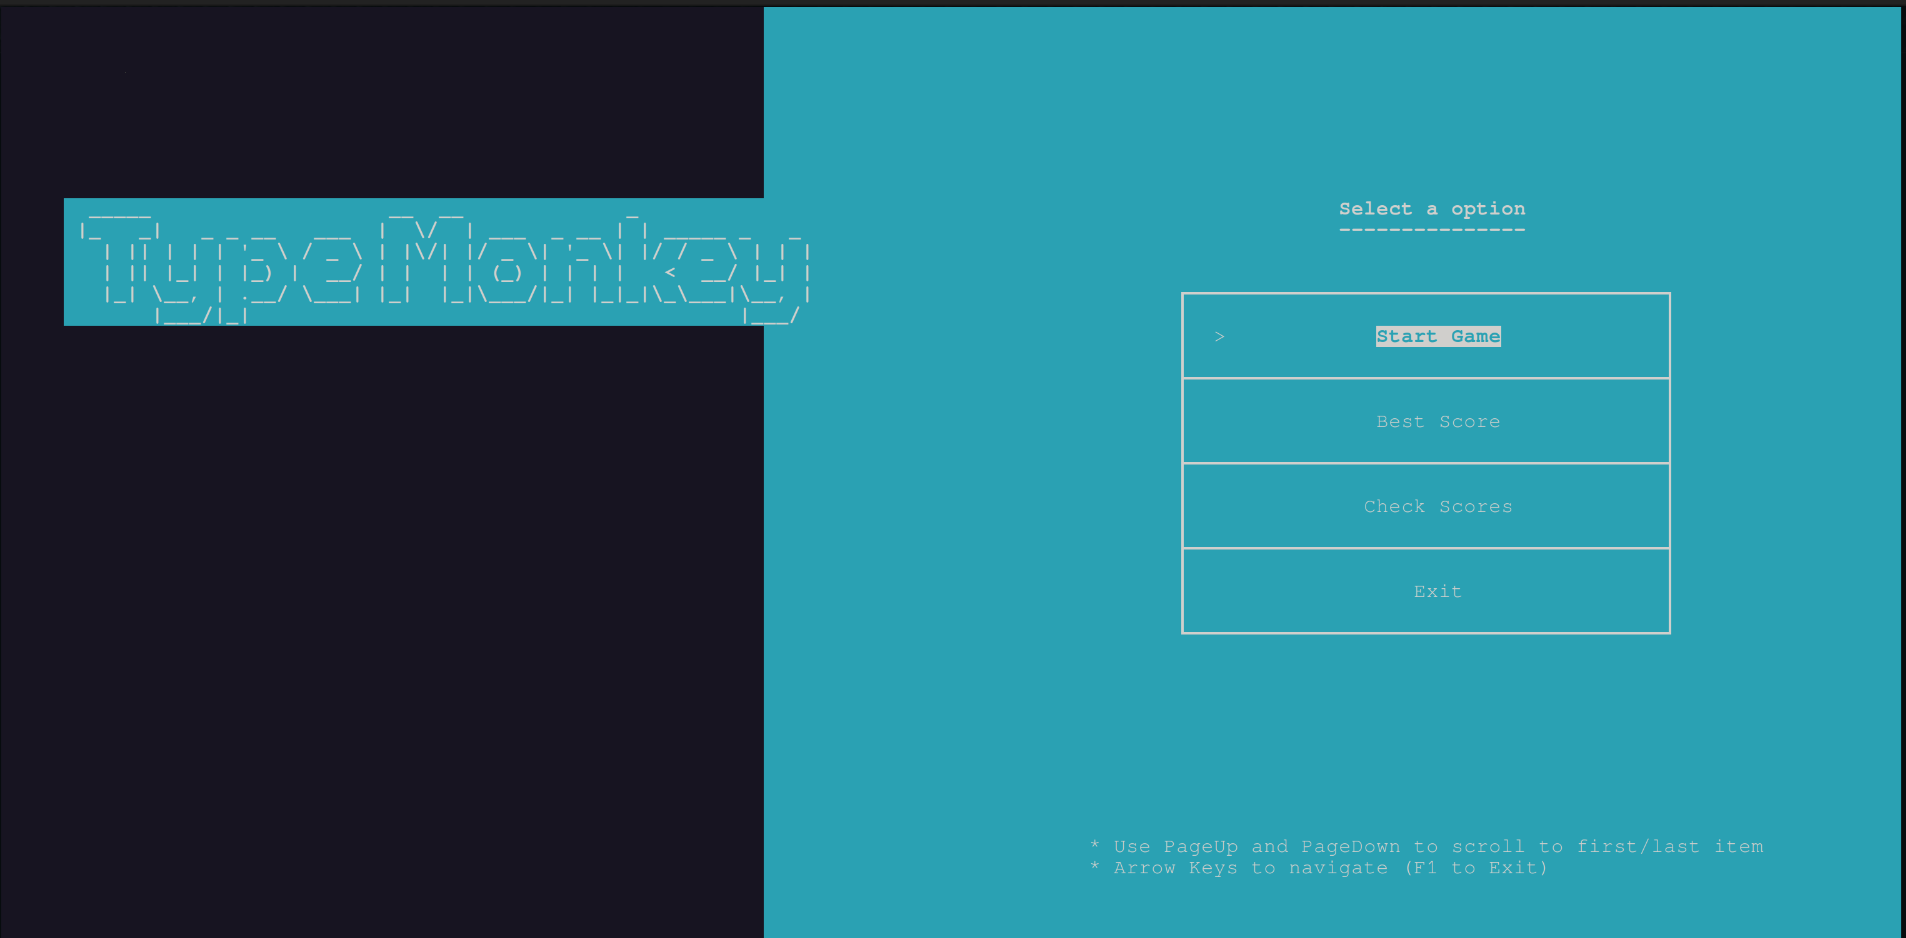 TypeMonkey
Select a option
---------------
> Start Game
Best Score
Check Scores
Exit
* Use PageUp and PageDown to scroll to first/last item
* Arrow Keys to navigate (F1 to Exit)